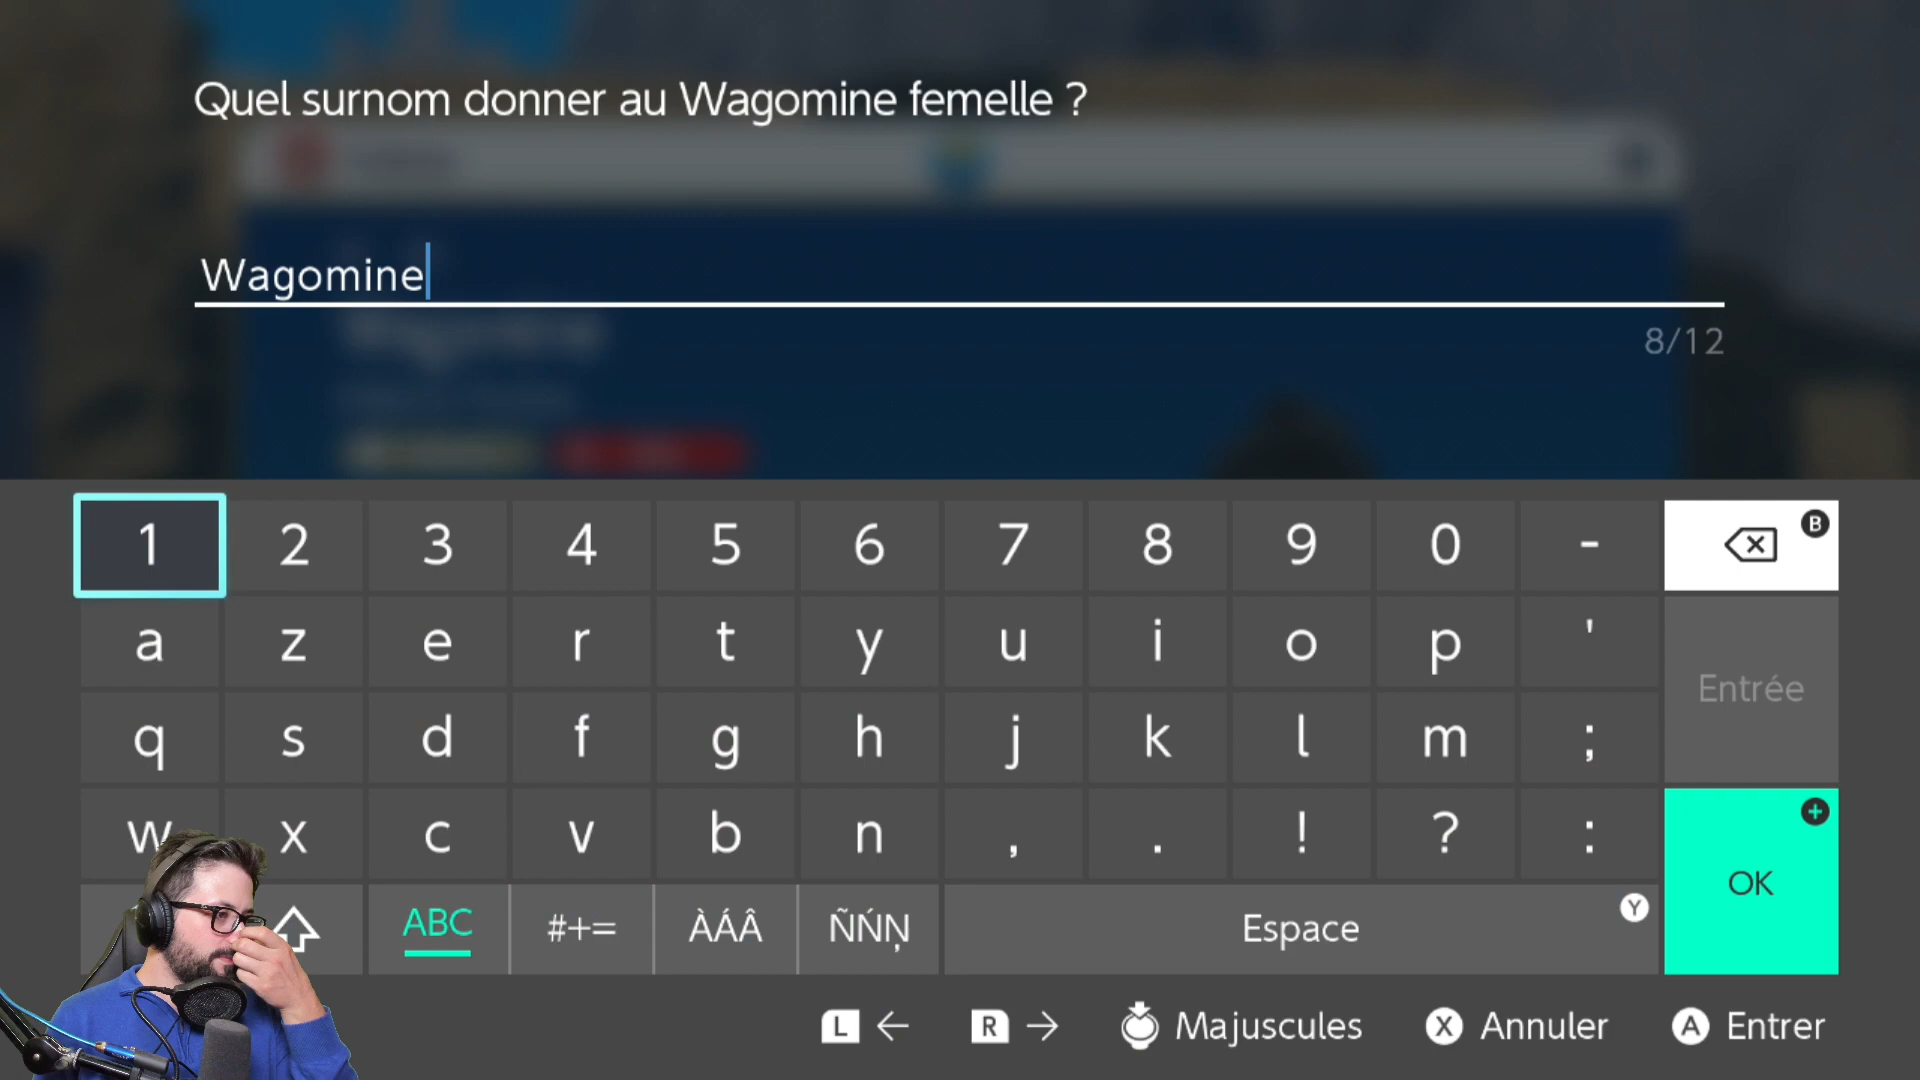 Quel surnom donner au Wagomine femelle ?
Wagomine
8/12
1 2 3 4 5 6 7 8 9 0 - B
a z e r t y u i o p '
Entrée
q s d f g h j k l m ;
w x c v b n , . ! ? : +
OK
ABC #+= ÀÁÂ ÑŃŅ Espace Y
L ← R → Majuscules X Annuler A Entrer